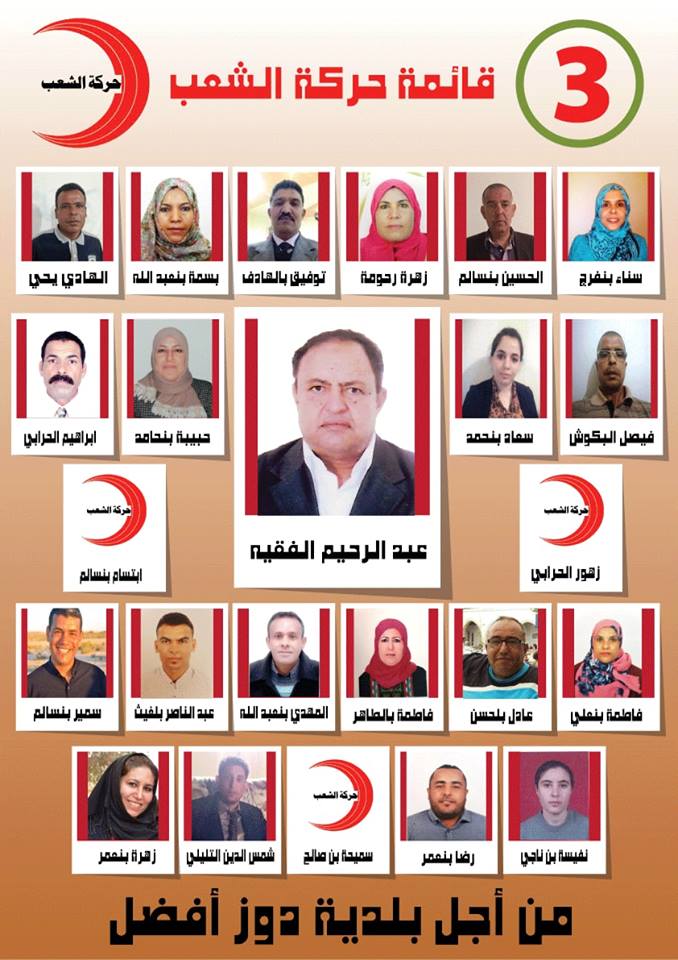 3
قائمة حركة الشعب
حركة الشعب
سناء بنفرج
الحسين بنسالم
زهرة رحومة
توفيق بالهادف
بسمة بنعبد الله
الهادي يحي
فيصل البكوش
سعاد بنحمد
عبد الرحيم الفقيه
حبيبة بنحامد
ابراهيم الحرابي
حركة الشعب
زهور الحرابي
حركة الشعب
ابتسام بنسالم
فاطمة بنعلي
عادل بلحسن
فاطمة بالطاهر
المهدي بنعبد الله
عبد الناصر بلغيث
سمير بنسالم
نفيسة بن ناجي
رضا بنعمر
حركة الشعب
سميحة بن صالح
شمس الدين التليلي
زهرة بنعمر
من أجل بلدية دوز أفضل